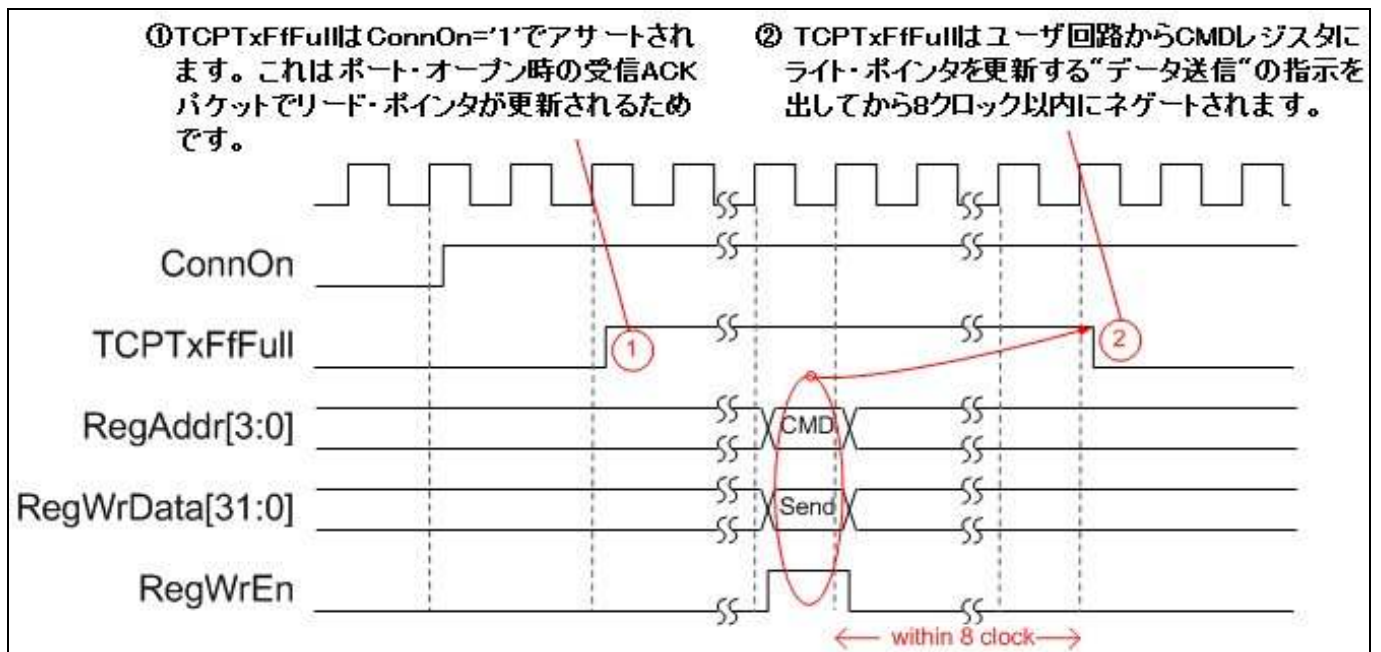 ①TCPTxFfFullはConnOn='1'でアサートされ
ます。これはポート・オープン時の受信ACK
パケットでリード・ポインタが更新されるため
です。
② TCPTxFfFullはユーザ回路からCMDレジスタに
ライト・ポインタを更新する“データ送信”の指示を
出してから8クロック以内にネゲートされます。
ConnOn
TCPTxFfFull
1
2
RegAddr[3:0]
CMD
RegWrData[31:0]
Send
RegWrEn
within 8 clock